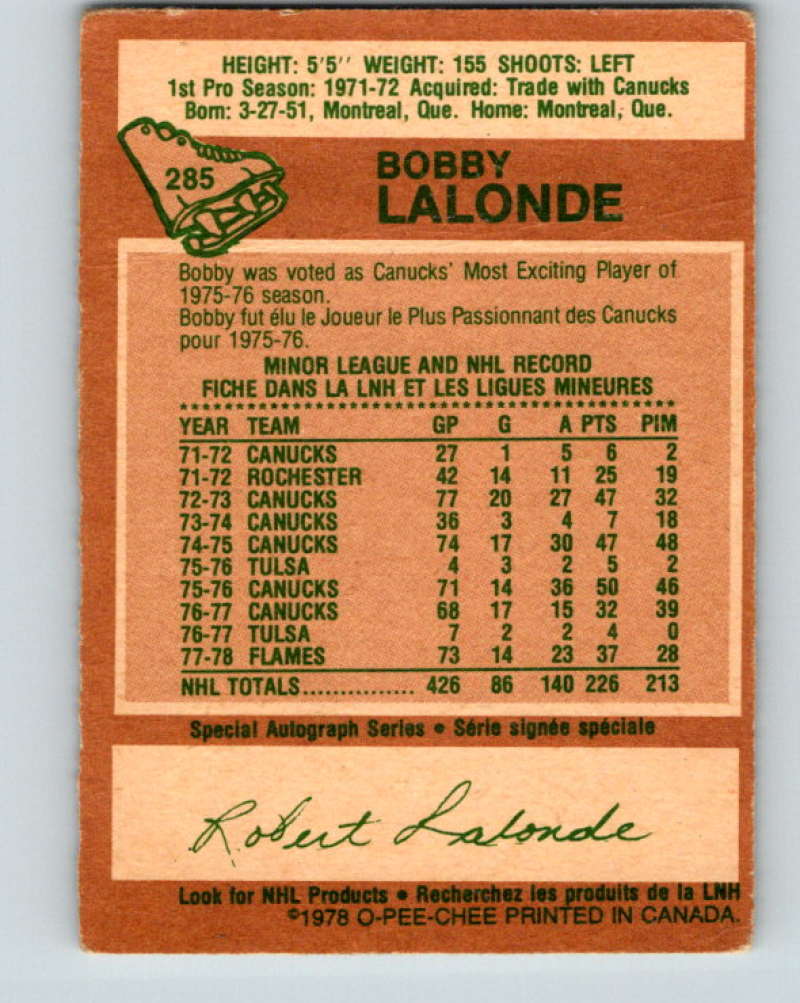 HEIGHT: 5'5'' WEIGHT: 155 SHOOTS: LEFT
1st Pro Season: 1971-72 Acquired: Trade with Canucks
Born: 3-27-51, Montreal, Que. Home: Montreal, Que.
285
BOBBY
LALONDE
Bobby was voted as Canucks' Most Exciting Player of
1975-76 season.
Bobby fut élu le Joueur le Plus Passionnant des Canucks
pour 1975-76.
MINOR LEAGUE AND NHL RECORD
FICHE DANS LA LNH ET LES LIGUES MINEURES
YEAR TEAM GP G A PTS PIM
71-72 CANUCKS 27 1 5 6 2
71-72 ROCHESTER 42 14 11 25 19
72-73 CANUCKS 77 20 27 47 32
73-74 CANUCKS 36 3 4 7 18
74-75 CANUCKS 74 17 30 47 48
75-76 TULSA 4 3 2 5 2
75-76 CANUCKS 71 14 36 50 46
76-77 CANUCKS 68 17 15 32 39
76-77 TULSA 7 2 2 4 0
77-78 FLAMES 73 14 23 37 28
NHL TOTALS............... 426 86 140 226 213
Special Autograph Series • Série signée spéciale
Robert Lalonde
Look for NHL Products • Recherchez les produits de la LNH
©1978 O-PEE-CHEE PRINTED IN CANADA.